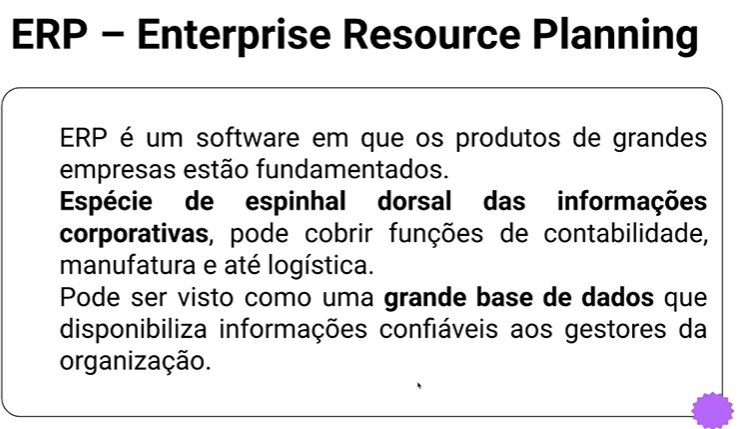 ERP – Enterprise Resource Planning
ERP é um software em que os produtos de grandes
empresas estão fundamentados.
Espécie de espinhal dorsal das informações
corporativas, pode cobrir funções de contabilidade,
manufatura e até logística.
Pode ser visto como uma grande base de dados que
disponibiliza informações confiáveis aos gestores da
organização.